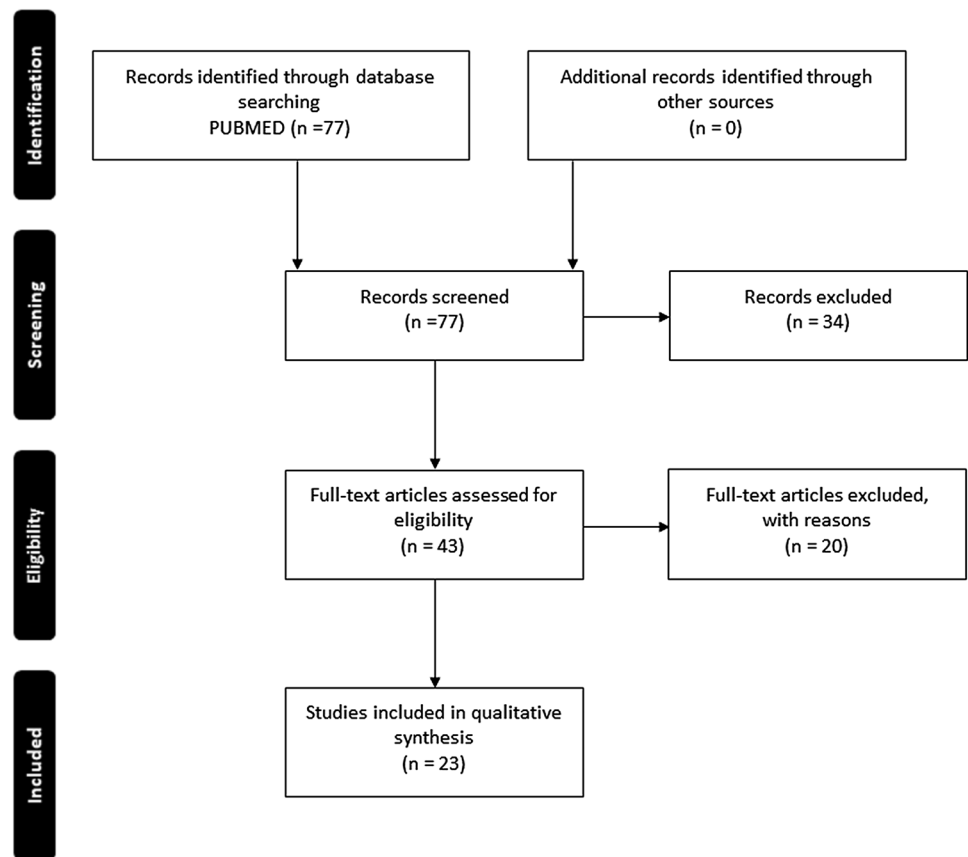 Identification
Records identified through database
searching
PUBMED (n =77)
Additional records identified through
other sources
(n = 0)
Screening
Records screened
(n =77)
Records excluded
(n = 34)
Eligibility
Full-text articles assessed for
eligibility
(n = 43)
Full-text articles excluded,
with reasons
(n = 20)
Included
Studies included in qualitative
synthesis
(n = 23)